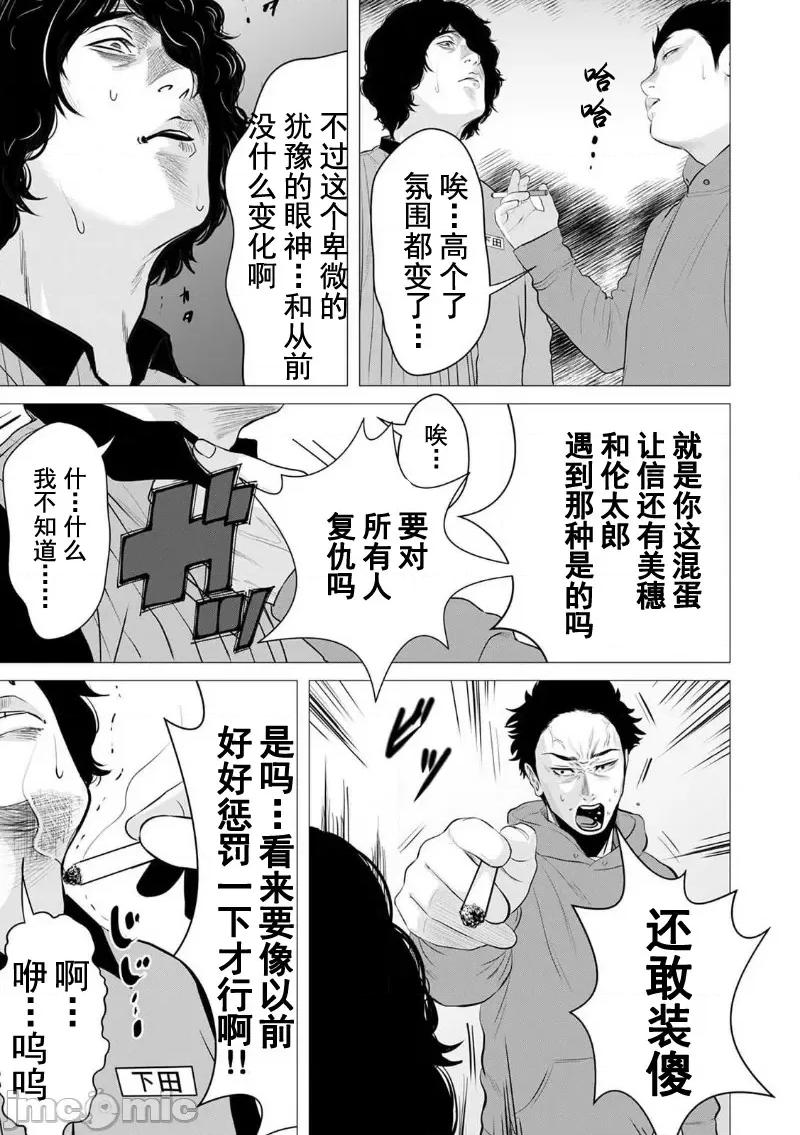 哈
哈
…
唉…高个了
氛围都变了…
下田
不过这个卑微的
犹豫的眼神…和从前
没什么变化啊
就是你这混蛋
让信还有美穗
和伦太郎
遇到那种是的吗
唉…
要对
所有人
复仇吗
ガッ
什…什么
我不知道……
还敢装傻
是吗…看来要像以前
好好惩罚一下才行啊!!
啊…
咿…呜呜
下田
jmcomic